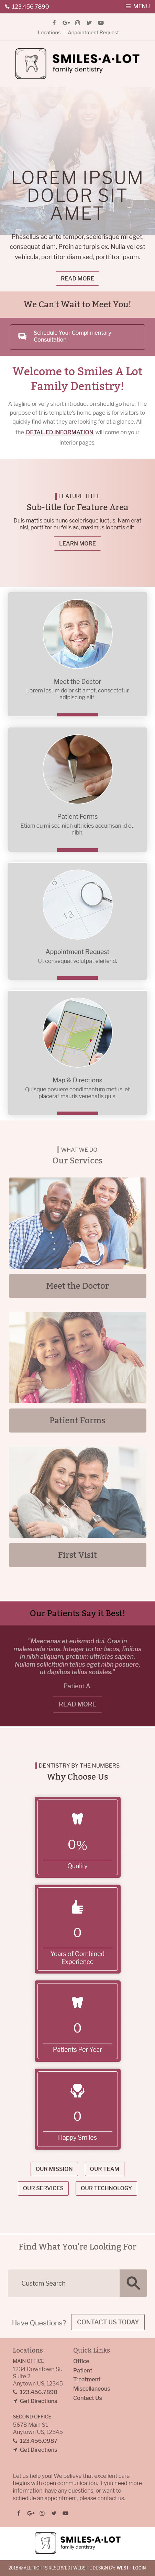 123.456.7890 MENU
Locations | Appointment Request
SMILES·A·LOT
family dentistry
LOREM IPSUM
DOLOR SIT
AMET
Phasellus ac ante tempor, scelerisque mi eget,
consequat diam. Proin ac turpis ex. Nulla vel est
vehicula, porttitor diam sed, porttitor ipsum.
READ MORE
We Can't Wait to Meet You!
Schedule Your Complimentary
Consultation
Welcome to Smiles A Lot
Family Dentistry!
A tagline or very short introduction should go here. The
purpose of this template's home page is for visitors to
quickly find what they are looking for at a glance. All
the DETAILED INFORMATION will come on your
interior pages.
FEATURE TITLE
Sub-title for Feature Area
Duis mattis quis nunc scelerisque luctus. Nam erat
nisl, porttitor eu felis ac, maximus lobortis elit.
LEARN MORE
Meet the Doctor
Lorem ipsum dolor sit amet, consectetur
adipiscing elit.
Patient Forms
Etiam eu mi sed nibh ultricies accumsan id eu
nibh.
Appointment Request
Ut consequat volutpat eleifend.
Map & Directions
Quisque posuere condimentum metus, et
placerat mauris venenatis quis.
WHAT WE DO
Our Services
Meet the Doctor
Patient Forms
First Visit
Our Patients Say it Best!
"Maecenas et euismod dui. Cras in
malesuada risus. Integer tortor lacus, finibus
in nibh aliquam, pretium ultricies sapien.
Nullam sollicitudin tellus eget nibh posuere,
ut dapibus tellus sodales."
Patient A.
READ MORE
DENTISTRY BY THE NUMBERS
Why Choose Us
0%
Quality
0
Years of Combined
Experience
0
Patients Per Year
0
Happy Smiles
OUR MISSION OUR TEAM
OUR SERVICES OUR TECHNOLOGY
Find What You're Looking For
Custom Search
Have Questions? CONTACT US TODAY
Locations
MAIN OFFICE
1234 Downtown St.
Suite 2
Anytown US, 12345
123.456.7890
Get Directions
SECOND OFFICE
5678 Main St.
Anytown US, 12345
123.456.0987
Get Directions
Quick Links
Office
Patient
Treatment
Miscellaneous
Contact Us
Let us help you! We believe that excellent care
begins with open communication. If you need more
information, have any questions, or want to
schedule an appointment, please contact us.
SMILES·A·LOT
family dentistry
2018 © ALL RIGHTS RESERVED | WEBSITE DESIGN BY: WEST | LOGIN